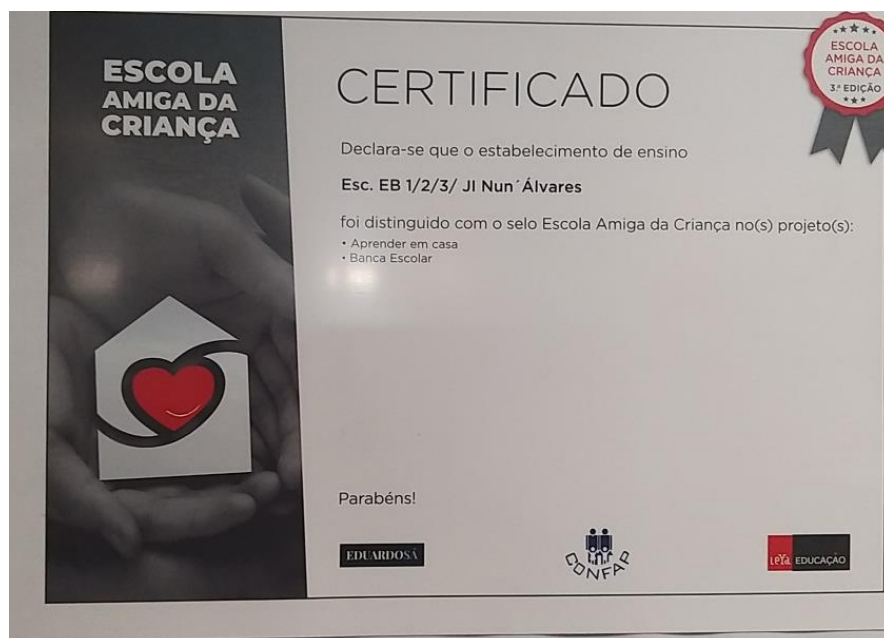 ESCOLA
AMIGA DA
CRIANÇA
CERTIFICADO
ESCOLA
AMIGA DA
CRIANÇA
3.ª EDIÇÃO
Declara-se que o estabelecimento de ensino
Esc. EB 1/2/3/ JI Nun´Álvares
foi distinguido com o selo Escola Amiga da Criança no(s) projeto(s):
• Aprender em casa
• Banca Escolar
Parabéns!
EDUARDOSÁ
CONFAP
LeYa EDUCAÇÃO